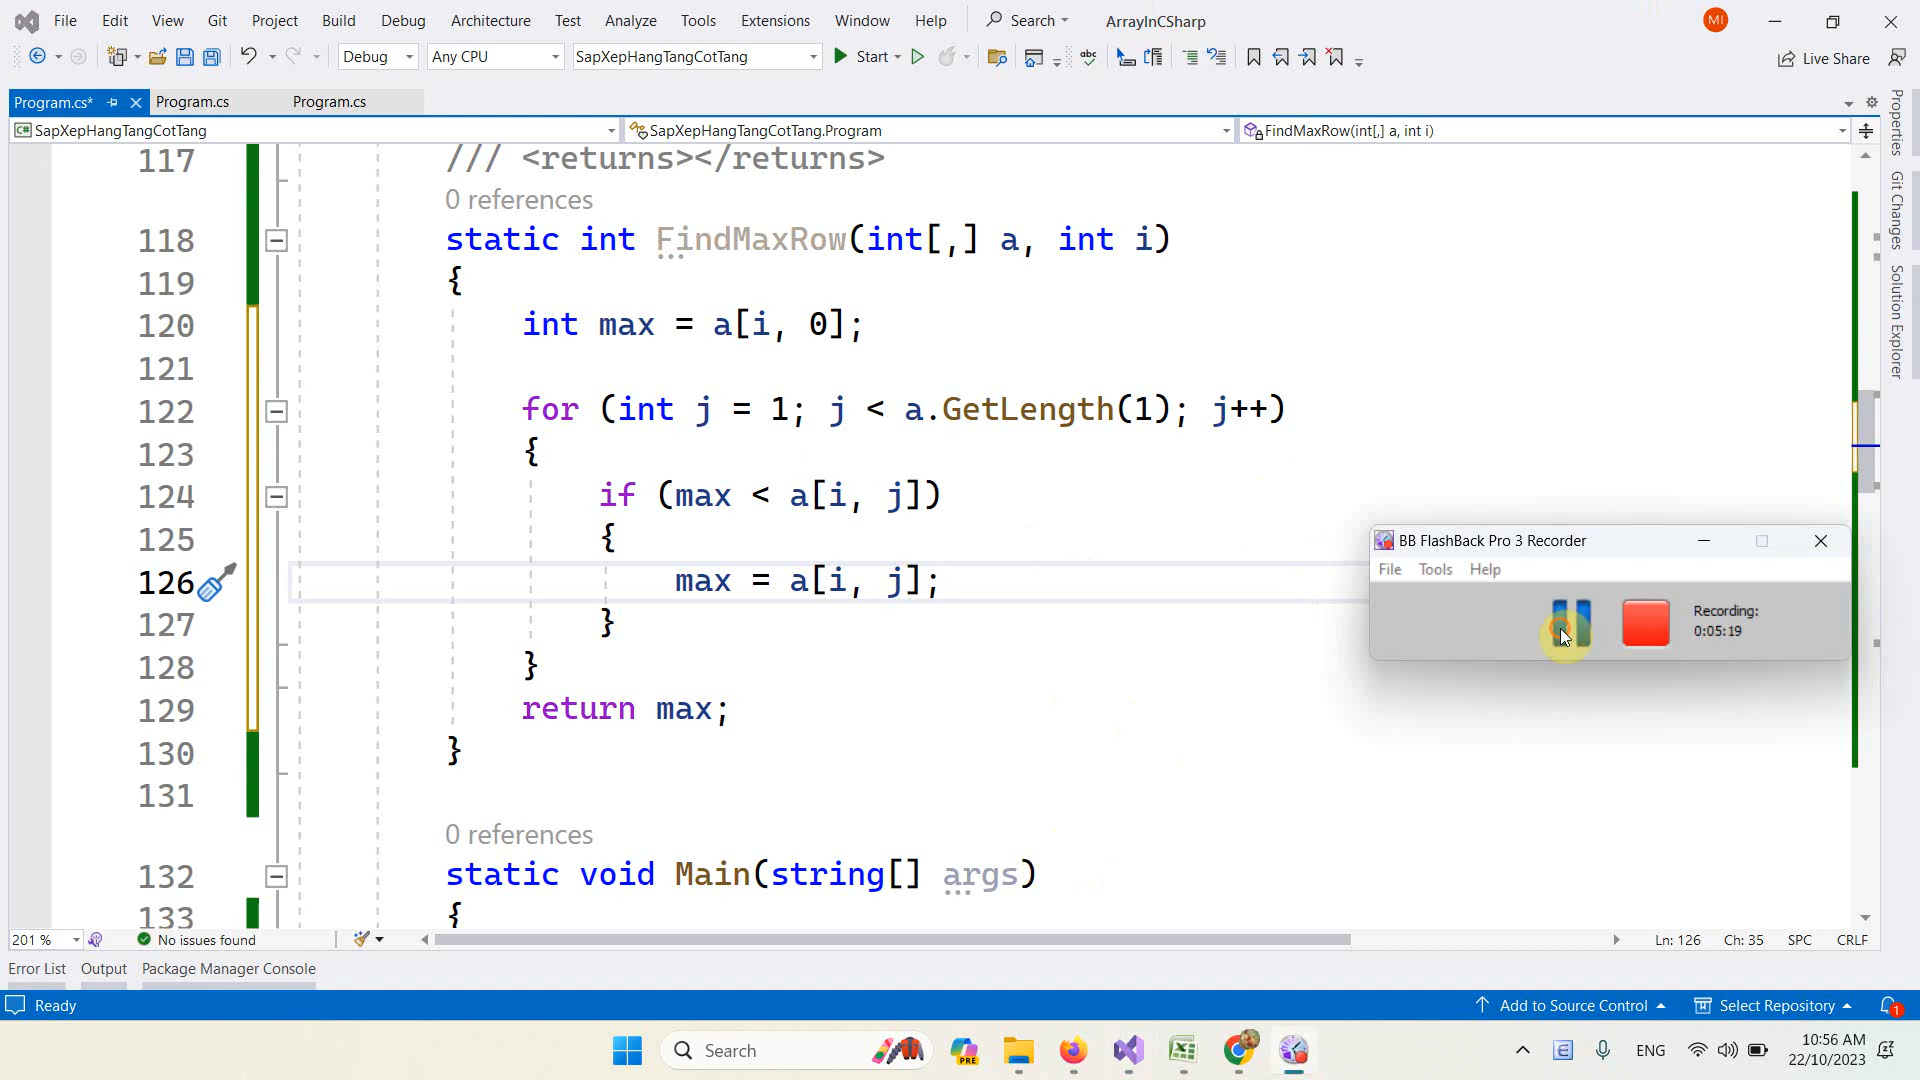 File Edit View Git Project Build Debug Architecture Test Analyze Tools Extensions Window Help Search ArrayInCSharp MI
Debug Any CPU SapXepHangTangCotTang Start abc Live Share
Program.cs* Program.cs Program.cs
C# SapXepHangTangCotTang SapXepHangTangCotTang.Program FindMaxRow(int[,] a, int i)
Properties
Git Changes
Solution Explorer
117 /// <returns></returns>
0 references
118 static int FindMaxRow(int[,] a, int i)
119 {
120 int max = a[i, 0];
121
122 for (int j = 1; j < a.GetLength(1); j++)
123 {
124 if (max < a[i, j])
125 {
126 max = a[i, j];
127 }
128 }
129 return max;
130 }
131
0 references
132 static void Main(string[] args)
133 {
BB FlashBack Pro 3 Recorder
File Tools Help
Recording:
0:05:19
201 % No issues found Ln: 126 Ch: 35 SPC CRLF
Error List Output Package Manager Console
Ready Add to Source Control Select Repository 1
Search PRE E ENG 10:56 AM
22/10/2023